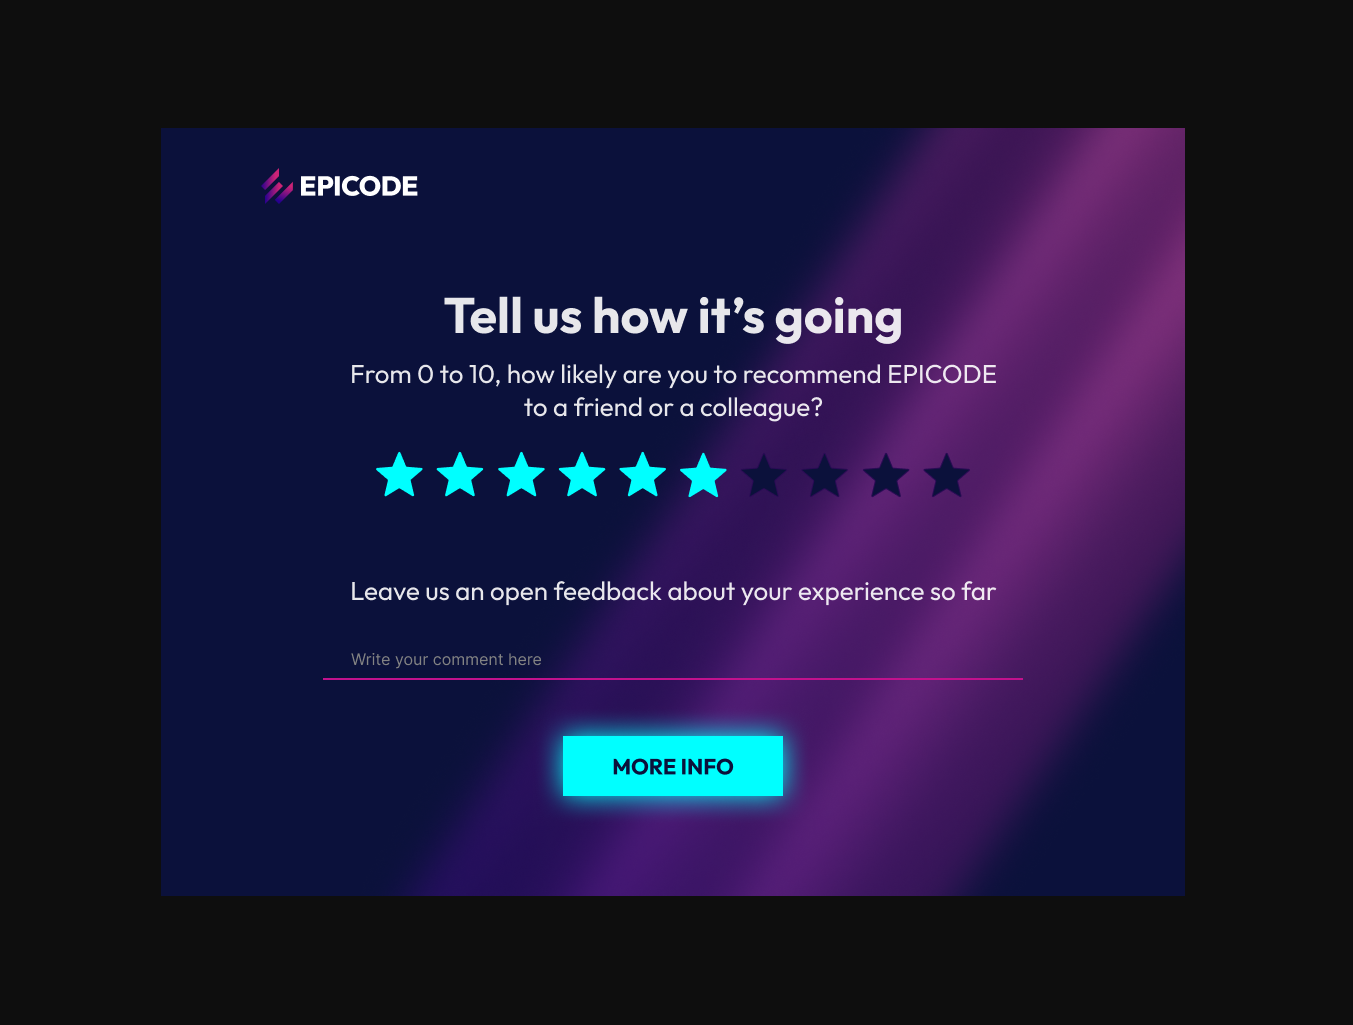 EPICODE
Tell us how it’s going
From 0 to 10, how likely are you to recommend EPICODE
to a friend or a colleague?
Leave us an open feedback about your experience so far
Write your comment here
MORE INFO